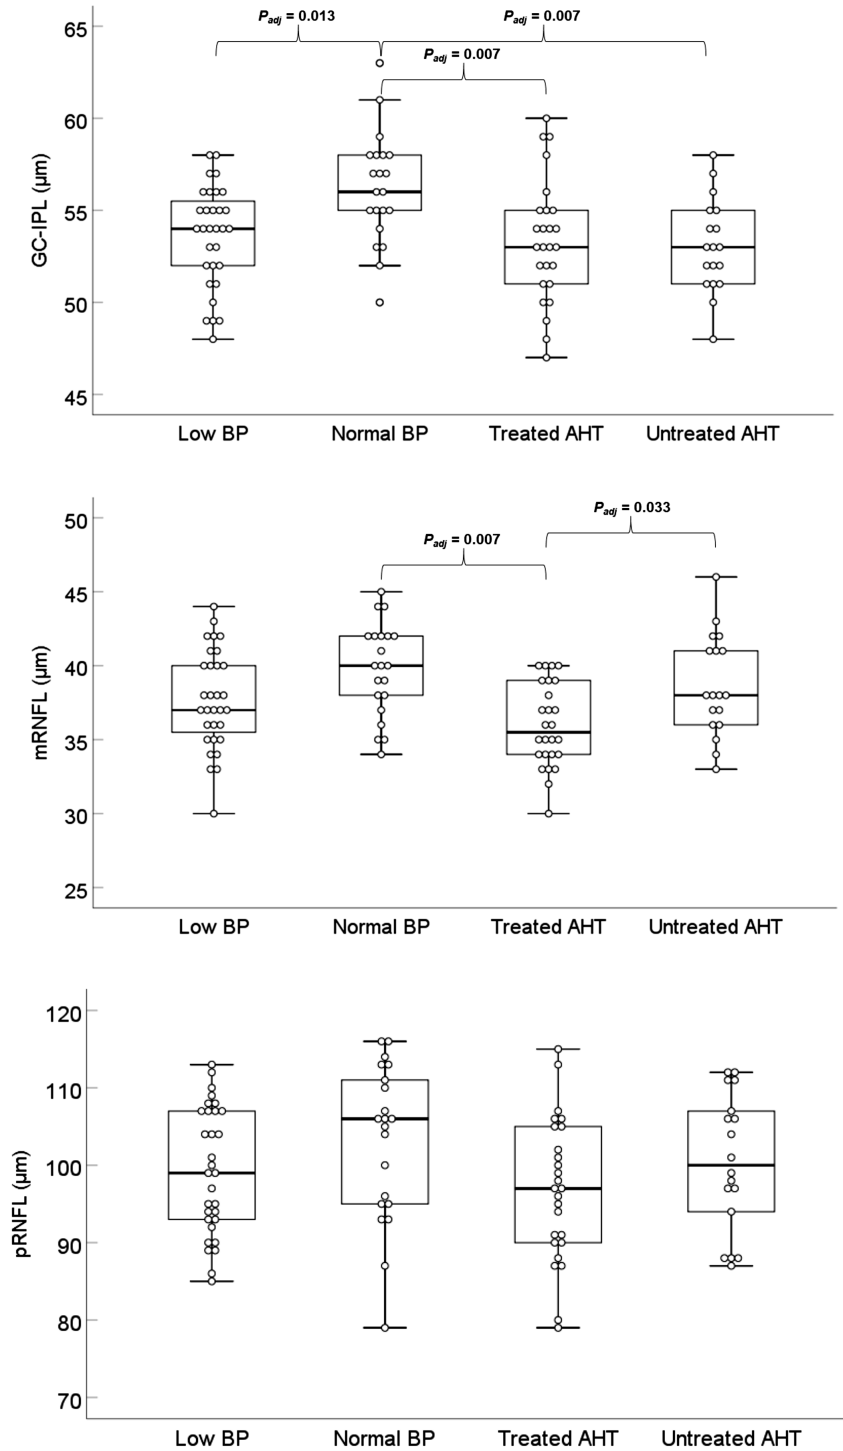 P_adj = 0.013
P_adj = 0.007
P_adj = 0.007
65
60
55
50
45
GC-IPL (µm)
Low BP
Normal BP
Treated AHT
Untreated AHT
P_adj = 0.033
P_adj = 0.007
50
45
40
35
30
25
mRNFL (µm)
Low BP
Normal BP
Treated AHT
Untreated AHT
120
110
100
90
80
70
pRNFL (µm)
Low BP
Normal BP
Treated AHT
Untreated AHT